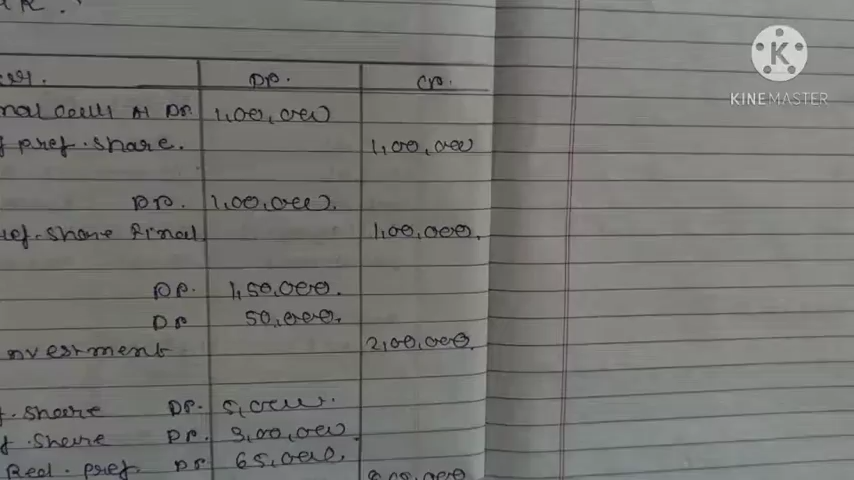 DR. CR.
nal call A/c DR. 1,00,000
pref. share. 1,00,000
DR. 1,00,000.
ef. share final 1,00,000.
DR. 1,50,000.
DR 50,000.
nvestment 2,00,000.
f. share DR. 5,000.
f. share DR. 3,00,000
Red. pref. DR 65,000.
K
KINEMASTER